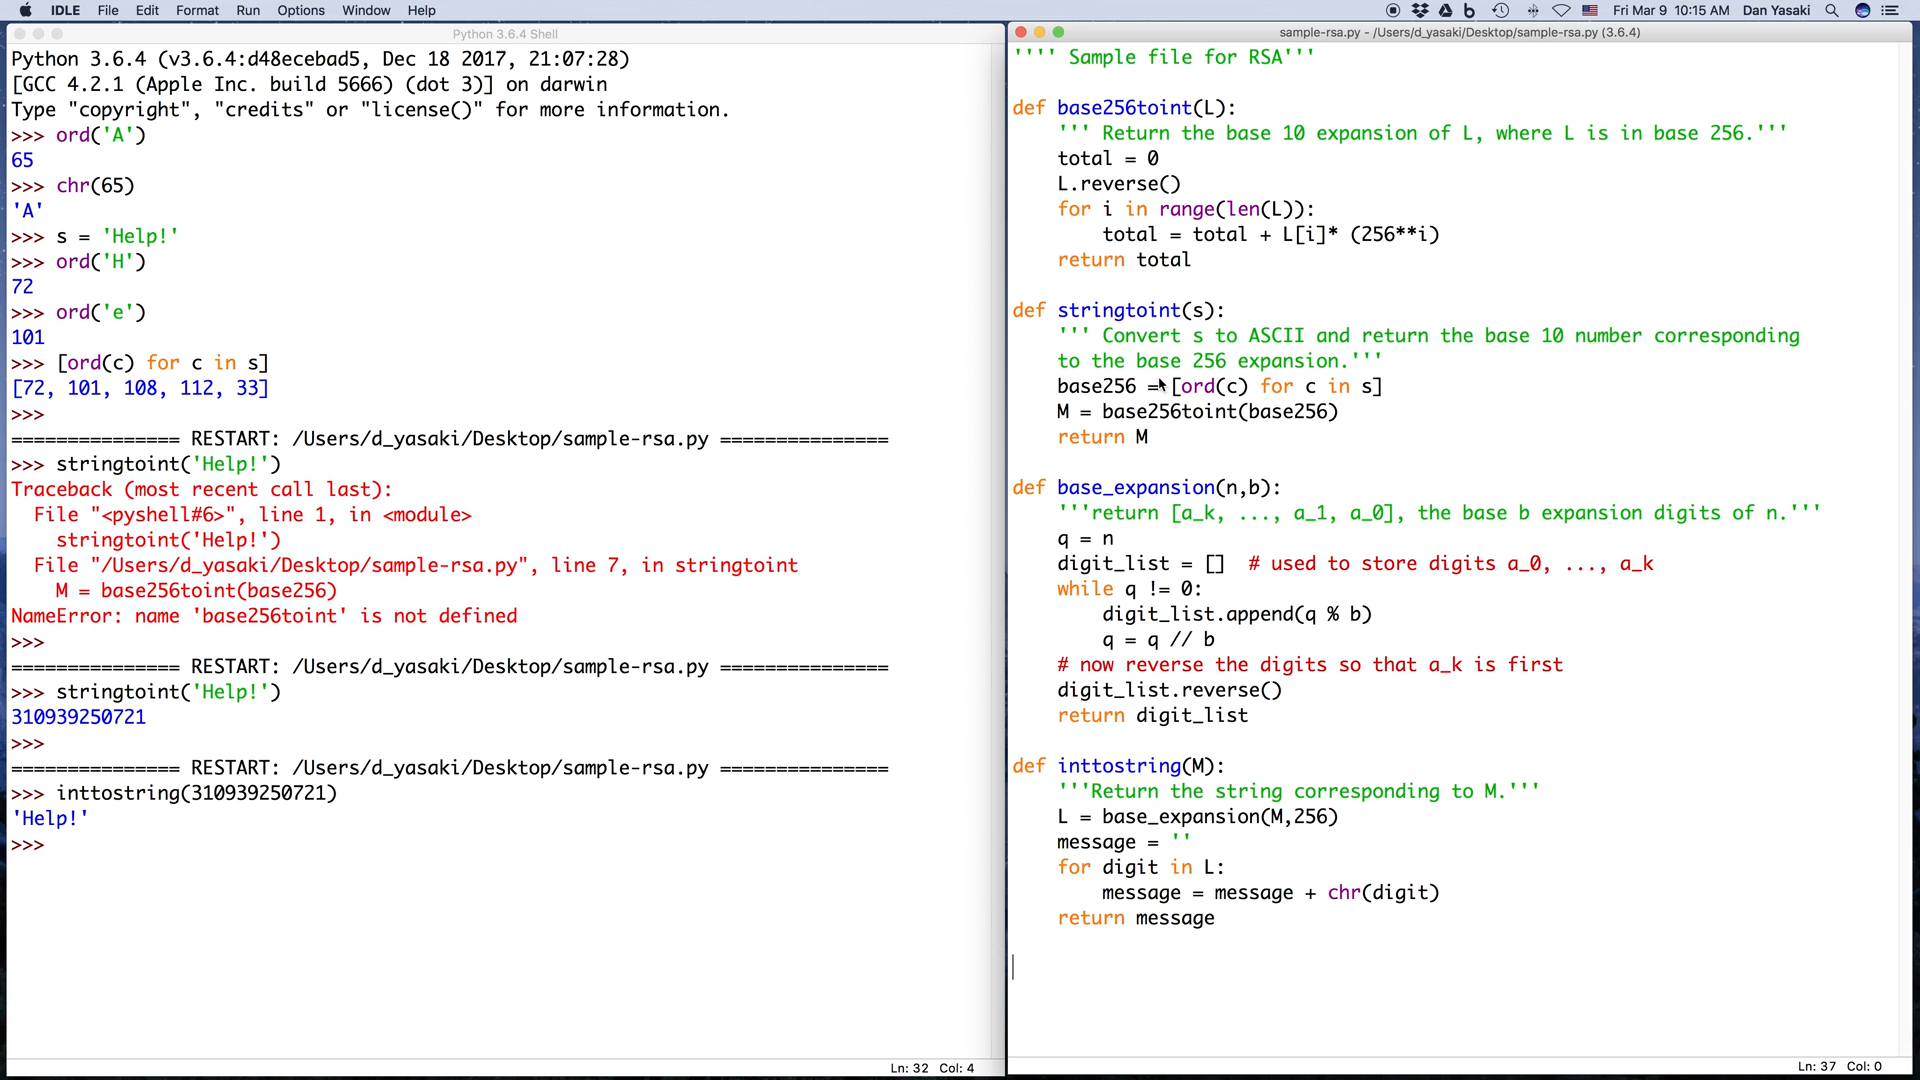 IDLE File Edit Format Run Options Window Help
Fri Mar 9 10:15 AM Dan Yasaki
Python 3.6.4 Shell
Python 3.6.4 (v3.6.4:d48ecebad5, Dec 18 2017, 21:07:28)
[GCC 4.2.1 (Apple Inc. build 5666) (dot 3)] on darwin
Type "copyright", "credits" or "license()" for more information.
>>> ord('A')
65
>>> chr(65)
'A'
>>> s = 'Help!'
>>> ord('H')
72
>>> ord('e')
101
>>> [ord(c) for c in s]
[72, 101, 108, 112, 33]
>>>
=============== RESTART: /Users/d_yasaki/Desktop/sample-rsa.py ===============
>>> stringtoint('Help!')
Traceback (most recent call last):
  File "<pyshell#6>", line 1, in <module>
    stringtoint('Help!')
  File "/Users/d_yasaki/Desktop/sample-rsa.py", line 7, in stringtoint
    M = base256toint(base256)
NameError: name 'base256toint' is not defined
>>>
=============== RESTART: /Users/d_yasaki/Desktop/sample-rsa.py ===============
>>> stringtoint('Help!')
310939250721
>>>
=============== RESTART: /Users/d_yasaki/Desktop/sample-rsa.py ===============
>>> inttostring(310939250721)
'Help!'
>>>
Ln: 32 Col: 4
sample-rsa.py - /Users/d_yasaki/Desktop/sample-rsa.py (3.6.4)
'''' Sample file for RSA'''
def base256toint(L):
    ''' Return the base 10 expansion of L, where L is in base 256.'''
    total = 0
    L.reverse()
    for i in range(len(L)):
        total = total + L[i]* (256**i)
    return total
def stringtoint(s):
    ''' Convert s to ASCII and return the base 10 number corresponding
    to the base 256 expansion.'''
    base256 = [ord(c) for c in s]
    M = base256toint(base256)
    return M
def base_expansion(n,b):
    '''return [a_k, ..., a_1, a_0], the base b expansion digits of n.'''
    q = n
    digit_list = []  # used to store digits a_0, ..., a_k
    while q != 0:
        digit_list.append(q % b)
        q = q // b
    # now reverse the digits so that a_k is first
    digit_list.reverse()
    return digit_list
def inttostring(M):
    '''Return the string corresponding to M.'''
    L = base_expansion(M,256)
    message = ''
    for digit in L:
        message = message + chr(digit)
    return message
Ln: 37 Col: 0